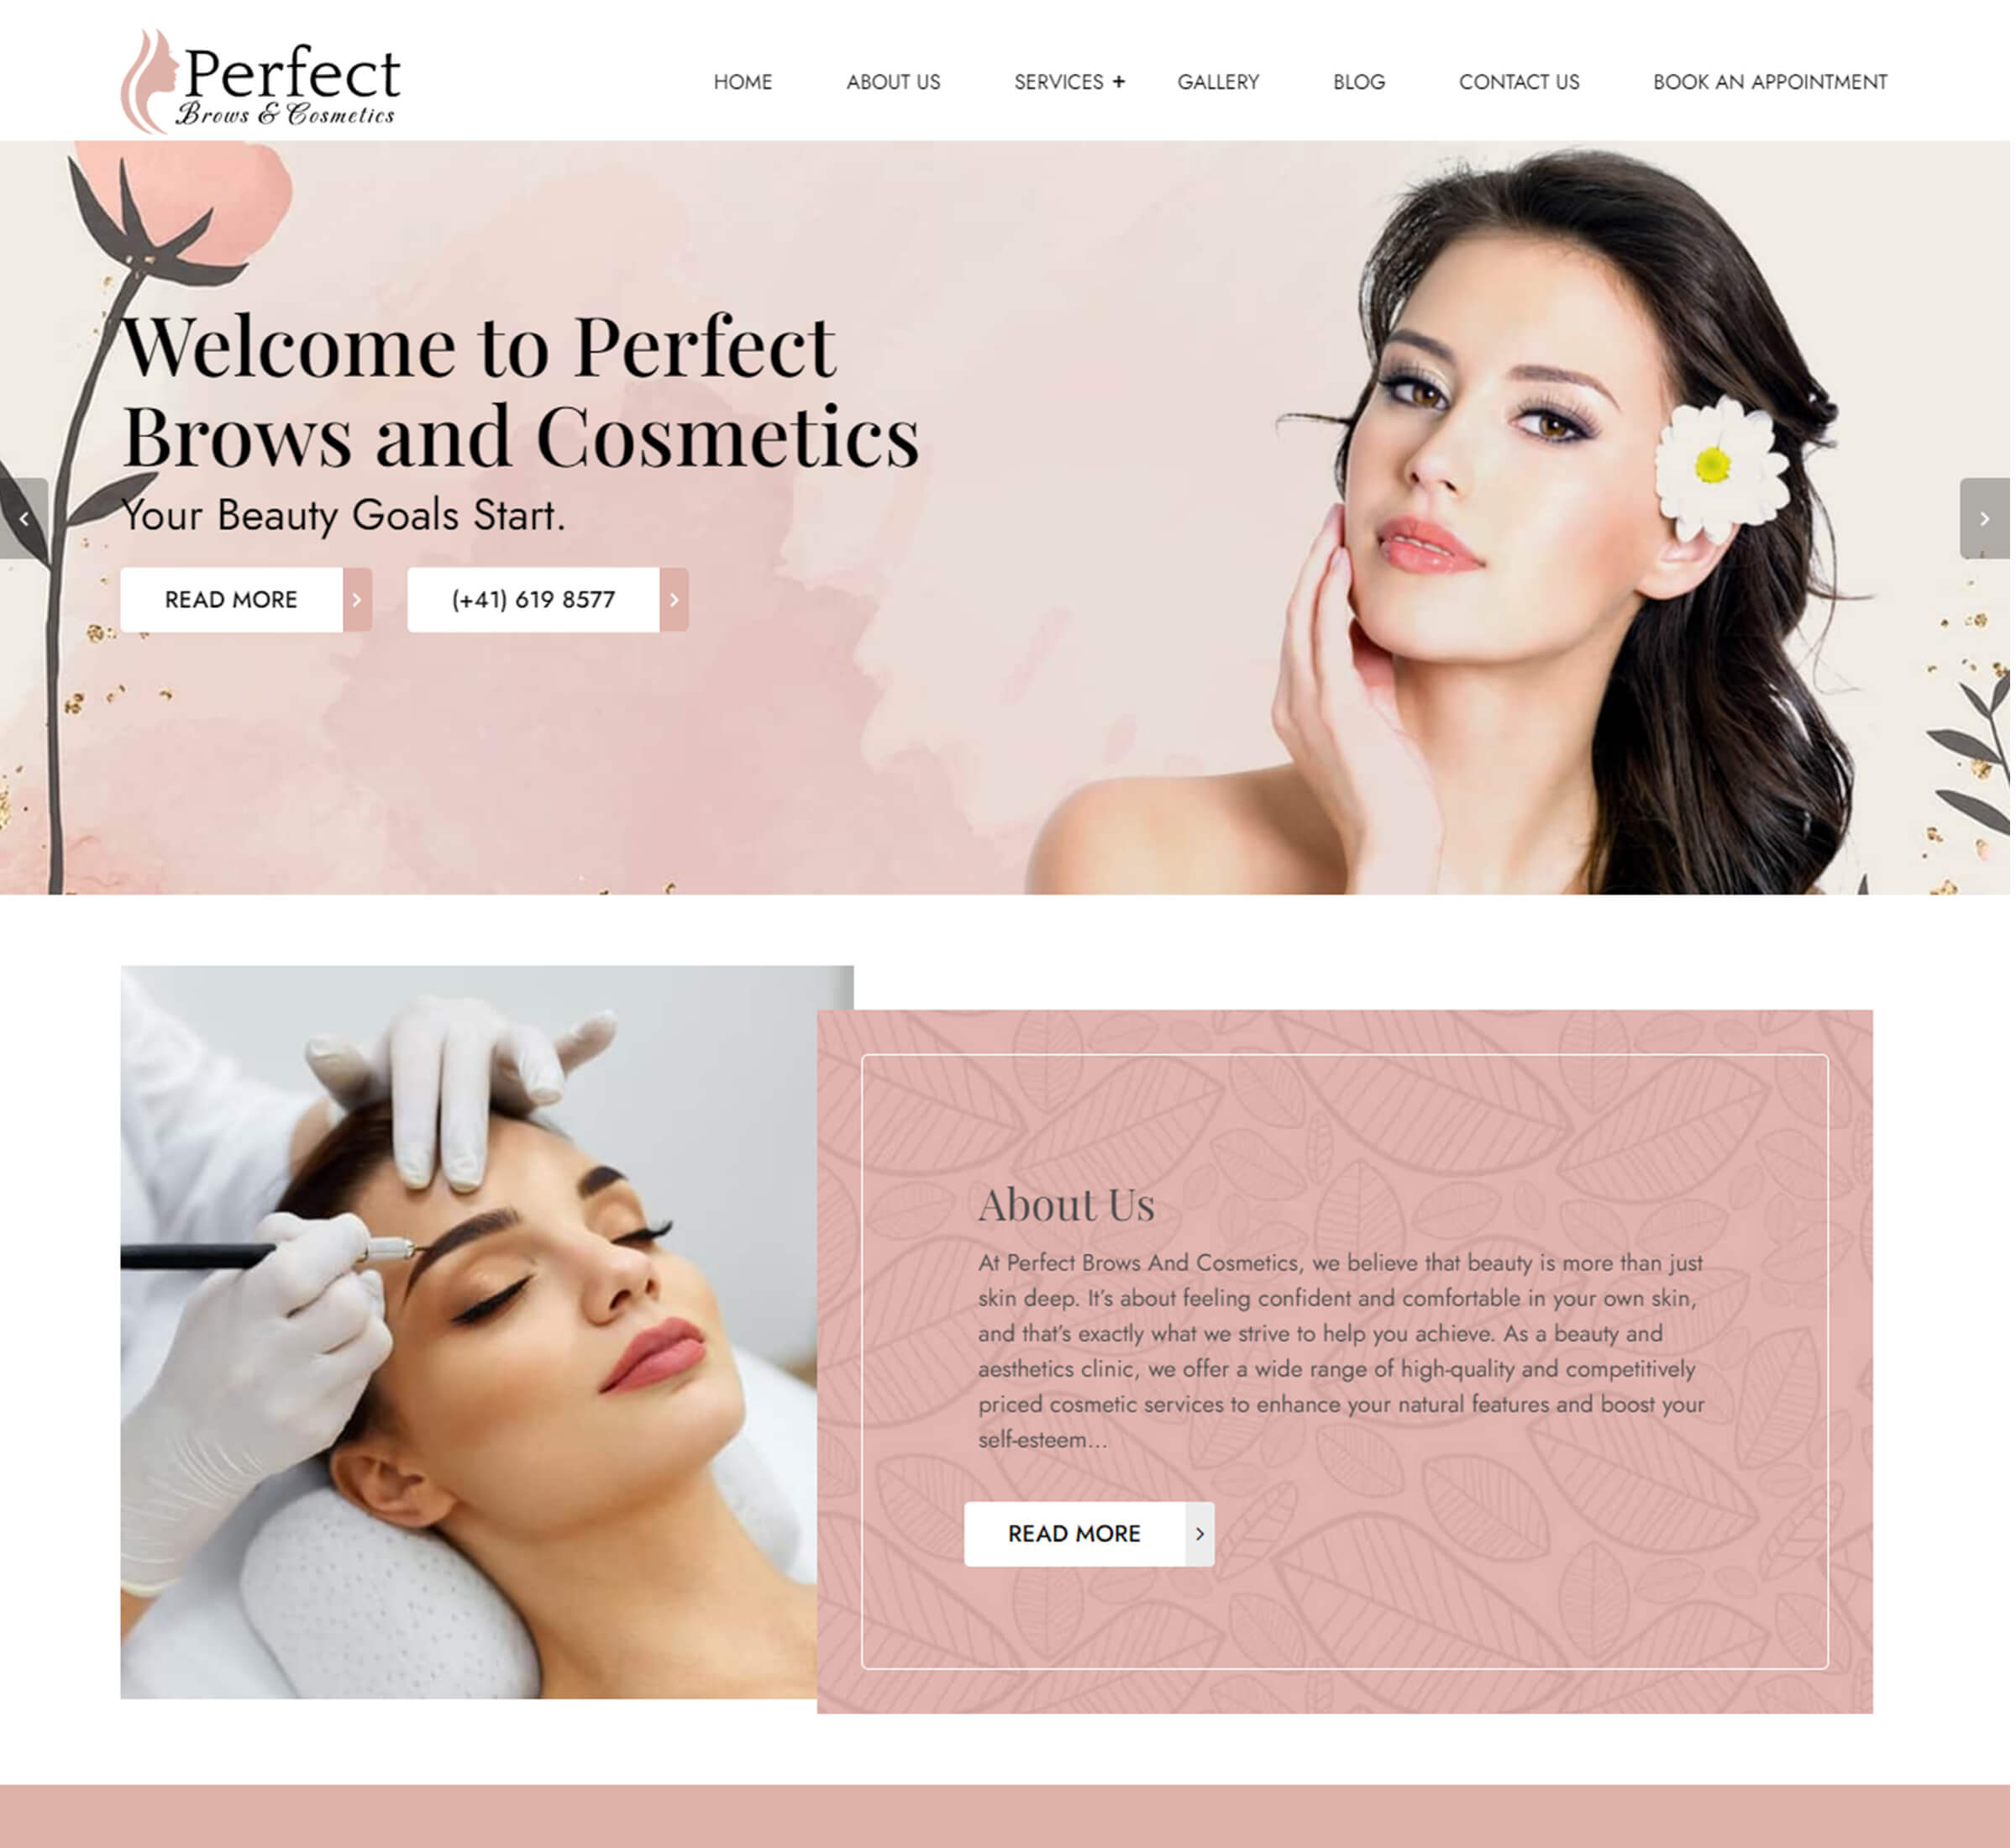 Perfect
Brows & Cosmetics
HOME
ABOUT US
SERVICES +
GALLERY
BLOG
CONTACT US
BOOK AN APPOINTMENT
Welcome to Perfect
Brows and Cosmetics
Your Beauty Goals Start.
READ MORE
(+41) 619 8577
About Us
At Perfect Brows And Cosmetics, we believe that beauty is more than just
skin deep. It's about feeling confident and comfortable in your own skin,
and that's exactly what we strive to help you achieve. As a beauty and
aesthetics clinic, we offer a wide range of high-quality and competitively
priced cosmetic services to enhance your natural features and boost your
self-esteem…
READ MORE